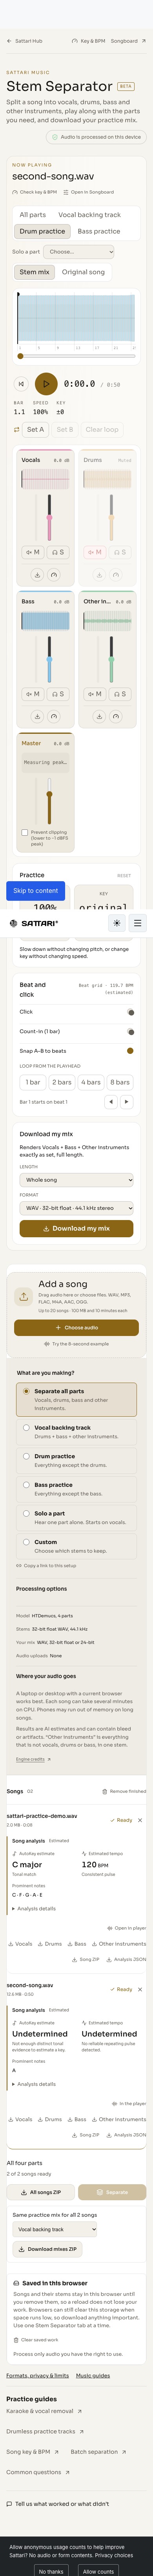 Sattari Hub
Key & BPM
Songboard
SATTARI MUSIC
Stem Separator BETA
Split a song into vocals, drums, bass and
other instruments, play along with the parts
you need, and download your practice mix.
Audio is processed on this device
NOW PLAYING
second-song.wav
Check key & BPM
Open in Songboard
All parts
Vocal backing track
Drum practice
Bass practice
Solo a part
Choose...
Stem mix
Original song
0:00.0 / 0:50
BAR
SPEED
KEY
1.1
100%
±0
Set A
Set B
Clear loop
Vocals 0.0 dB
Drums Muted
M
S
M
S
Bass 0.0 dB
Other in... 0.0 dB
M
S
M
S
Master 0.0 dB
Measuring peak…
Prevent clipping
(lower to −1 dBFS
peak)
Practice
RESET
Skip to content
100%
KEY
original
SATTARI
Slow down without changing pitch, or change
key without changing speed.
Beat and
click
Beat grid · 119.7 BPM
(estimated)
Click
Count-in (1 bar)
Snap A–B to beats
LOOP FROM THE PLAYHEAD
1 bar
2 bars
4 bars
8 bars
Bar 1 starts on beat 1
Download my mix
Renders Vocals + Bass + Other Instruments
exactly as set, full length.
LENGTH
Whole song
FORMAT
WAV · 32-bit float · 44.1 kHz stereo
Download my mix
Add a song
Drag audio here or choose files. WAV, MP3,
FLAC, M4A, AAC, OGG.
Up to 20 songs · 100 MB and 10 minutes each
Choose audio
Try the 8-second example
What are you making?
Separate all parts
Vocals, drums, bass and other
instruments.
Vocal backing track
Drums + bass + other instruments.
Drum practice
Everything except the drums.
Bass practice
Everything except the bass.
Solo a part
Hear one part alone. Starts on vocals.
Custom
Choose which stems to keep.
Copy a link to this setup
Processing options
Model HTDemucs, 4 parts
Stems 32-bit float WAV, 44.1 kHz
Your mix WAV, 32-bit float or 24-bit
Audio uploads None
Where your audio goes
A laptop or desktop with a current browser
works best. Each song can take several minutes
on CPU. Phones may run out of memory on long
songs.
Results are AI estimates and can contain bleed
or artifacts. “Other instruments” is everything
that is not vocals, drums or bass, in one stem.
Engine credits
Songs 02
Remove finished
sattari-practice-demo.wav
2.0 MB · 0:08
Ready
Song analysis Estimated
AutoKey estimate
Estimated tempo
C major
120 BPM
Tonal match
Consistent pulse
Prominent notes
C · F · G · A · E
Analysis details
Open in player
Vocals
Drums
Bass
Other Instruments
Song ZIP
Analysis JSON
second-song.wav
Ready
Song analysis Estimated
AutoKey estimate
Estimated tempo
Undetermined
Undetermined
Not enough distinct tonal
evidence to estimate a key.
No reliable repeating pulse
detected.
Prominent notes
A
Analysis details
In the player
Vocals
Drums
Bass
Other Instruments
Song ZIP
Analysis JSON
All four parts
2 of 2 songs ready
All songs ZIP
Separate
Same practice mix for all 2 songs
Vocal backing track
Download mixes ZIP
Saved in this browser
Songs and their stems stay in this browser until
you remove them, so a reload does not lose your
work. Browsers can still clear this storage when
space runs low, so download anything important.
Use one Stem Separator tab at a time.
Clear saved work
Process only audio you have the right to use.
Formats, privacy & limits
Music guides
Practice guides
Karaoke & vocal removal
Drumless practice tracks
Song key & BPM
Batch separation
Common questions
Tell us what worked or what didn't
Allow anonymous usage counts to help improve
Sattari? No audio or form contents. Privacy choices
No thanks
Allow counts